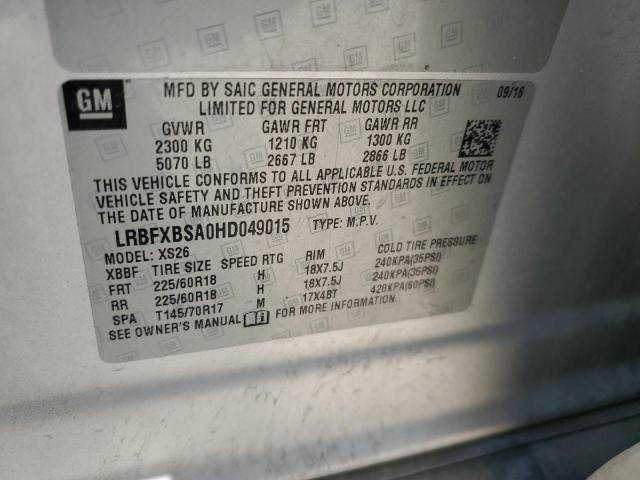 GM
MFD BY SAIC GENERAL MOTORS CORPORATION 09/16
LIMITED FOR GENERAL MOTORS LLC
GVWR GAWR FRT GAWR RR
2300 KG 1210 KG 1300 KG
5070 LB 2667 LB 2866 LB
THIS VEHICLE CONFORMS TO ALL APPLICABLE U.S. FEDERAL MOTOR
VEHICLE SAFETY AND THEFT PREVENTION STANDARDS IN EFFECT ON
THE DATE OF MANUFACTURE SHOWN ABOVE.
LRBFXBSA0HD049015 TYPE: M.P.V.
MODEL: XS26
XBBF TIRE SIZE SPEED RTG RIM COLD TIRE PRESSURE
FRT 225/60R18 H 18X7.5J 240KPA(35PSI)
RR 225/60R18 H 18X7.5J 240KPA(35PSI)
SPA T145/70R17 M 17X4BT 420KPA(60PSI)
SEE OWNER'S MANUAL